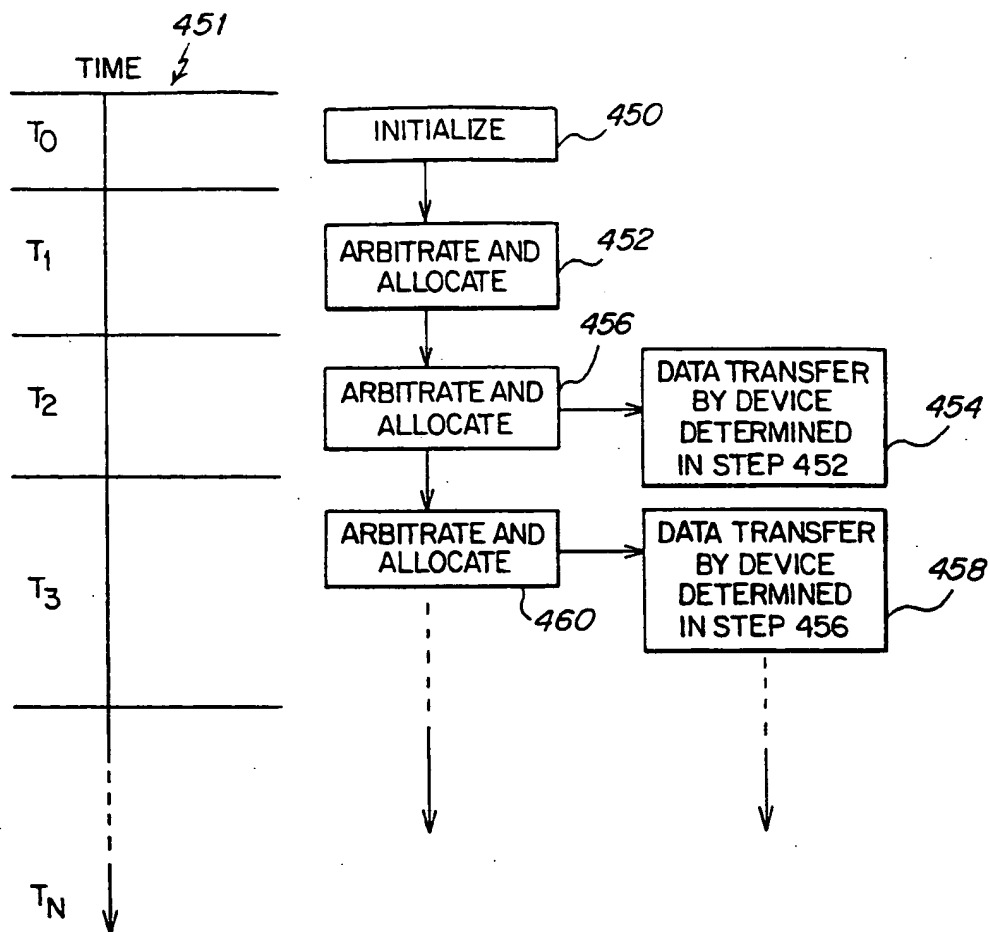 451
TIME
T0
INITIALIZE
450
T1
ARBITRATE AND
ALLOCATE
452
T2
ARBITRATE AND
ALLOCATE
456
DATA TRANSFER
BY DEVICE
DETERMINED
IN STEP 452
454
T3
ARBITRATE AND
ALLOCATE
460
DATA TRANSFER
BY DEVICE
DETERMINED
IN STEP 456
458
TN